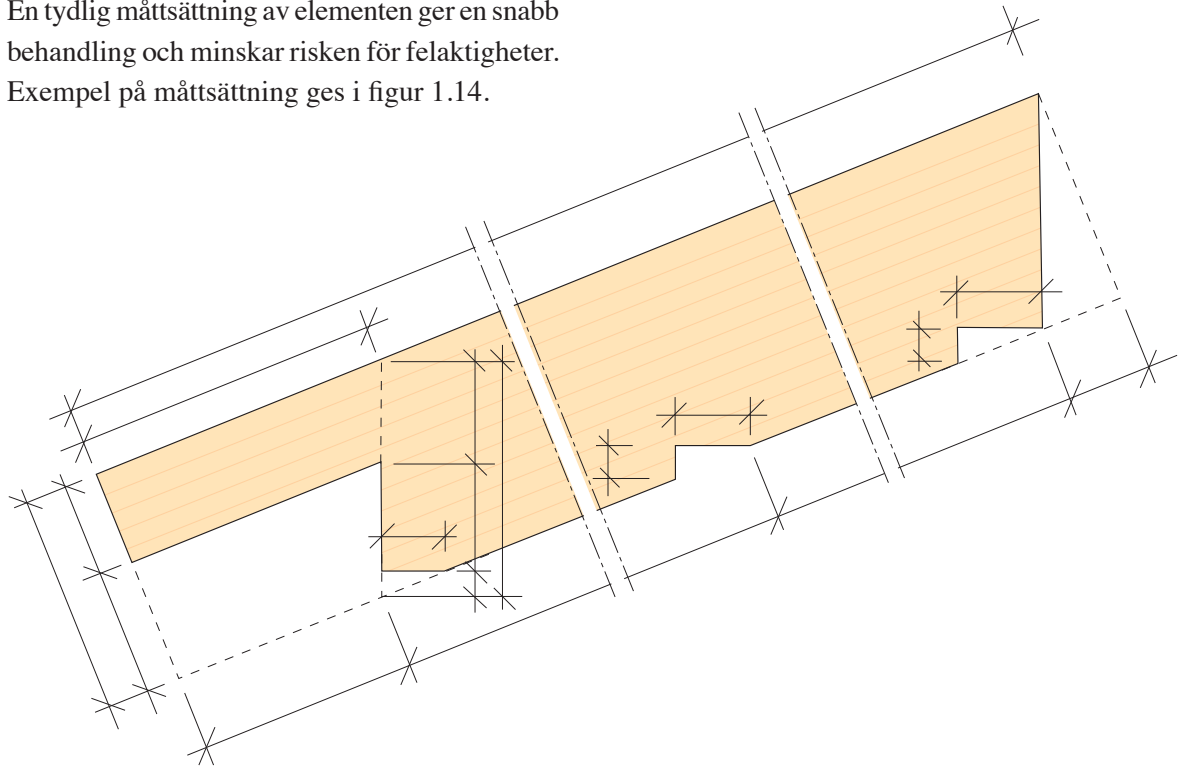 En tydlig måttsättning av elementen ger en snabb
behandling och minskar risken för felaktigheter.
Exempel på måttsättning ges i figur 1.14.